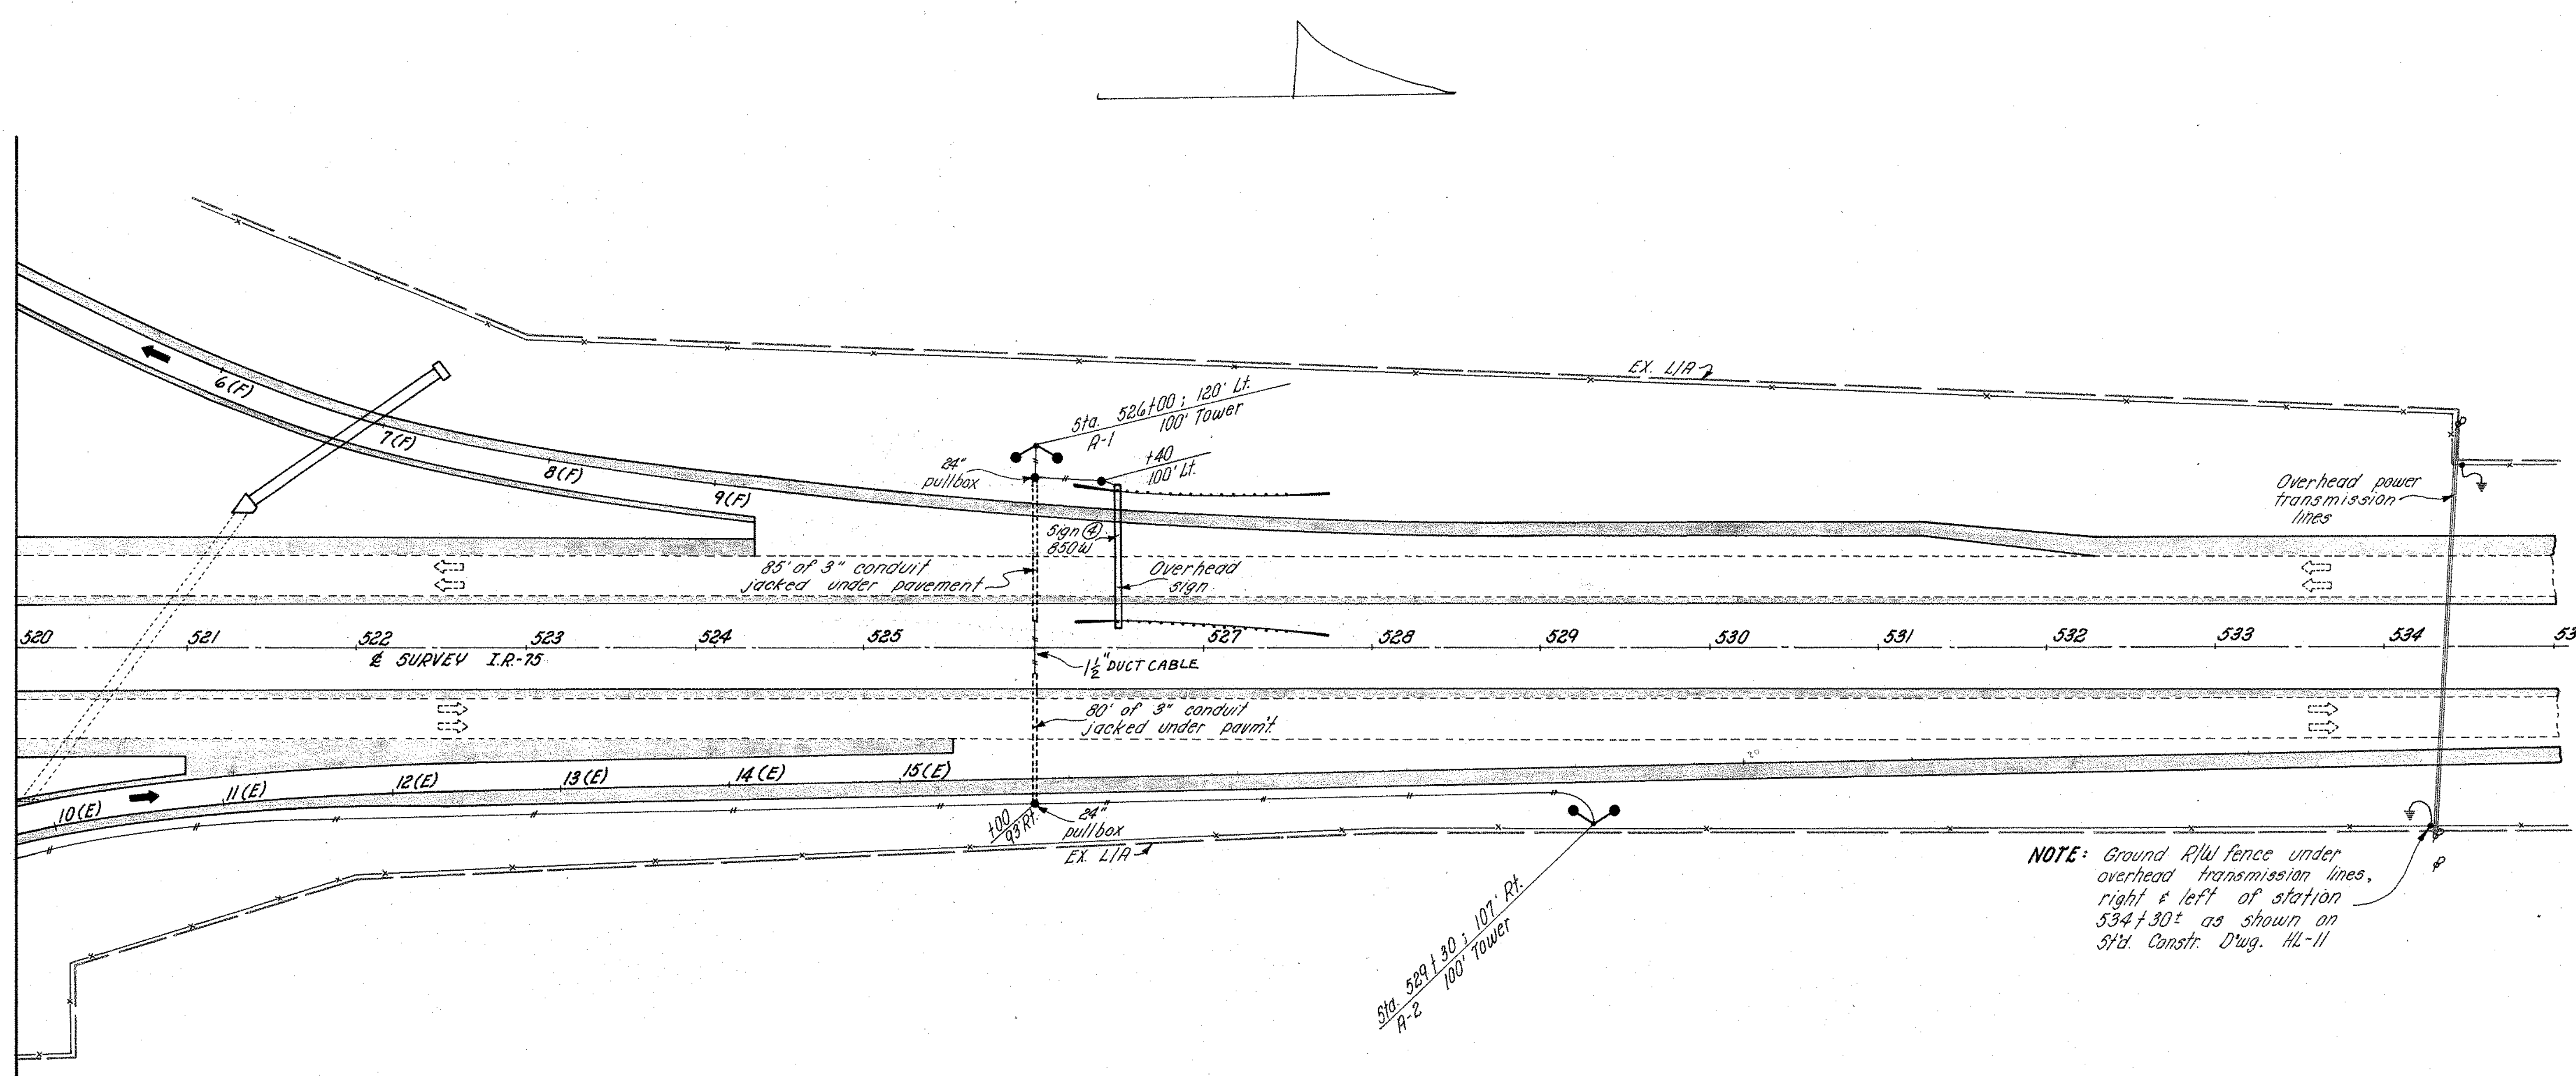 EX. L/A
6(F)
7(F)
8(F)
9(F)
Sta. 526+00 ; 120' Lt.
A-1 100' Tower
24"
pullbox
+40
100' Lt.
Sign ④
850W
Overhead
sign
85' of 3" conduit
jacked under pavement
Overhead power
transmission
lines
520 521 522 523 524 525 527 528 529 530 531 532 533 534 53
℄ SURVEY I.R.-75
1½" DUCT CABLE
80' of 3" conduit
jacked under pavm't.
10(E)
11(E)
12(E)
13(E)
14(E)
15(E)
20
+00
93' Rt.
24"
pullbox
EX. L/A
Sta. 529+30 ; 107' Rt.
A-2 100' Tower
NOTE: Ground R/W fence under
overhead transmission lines,
right & left of station
534+30± as shown on
St'd. Constr. D'wg. HL-11